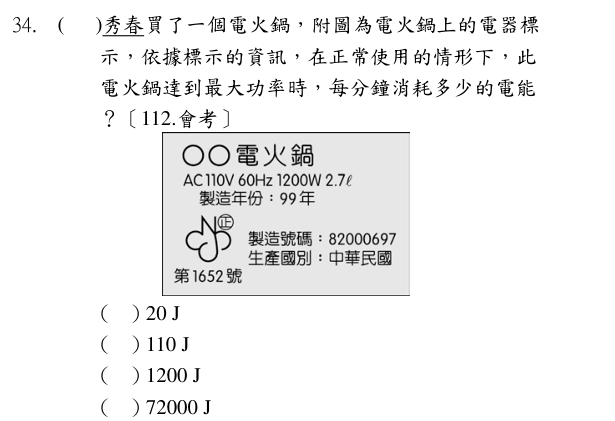 34. (　)秀春買了一個電火鍋，附圖為電火鍋上的電器標
示，依據標示的資訊，在正常使用的情形下，此
電火鍋達到最大功率時，每分鐘消耗多少的電能
？〔112.會考〕
○○電火鍋
AC110V 60Hz 1200W 2.7ℓ
製造年份：99年
正
製造號碼：82000697
生產國別：中華民國
第1652號
(　) 20 J
(　) 110 J
(　) 1200 J
(　) 72000 J